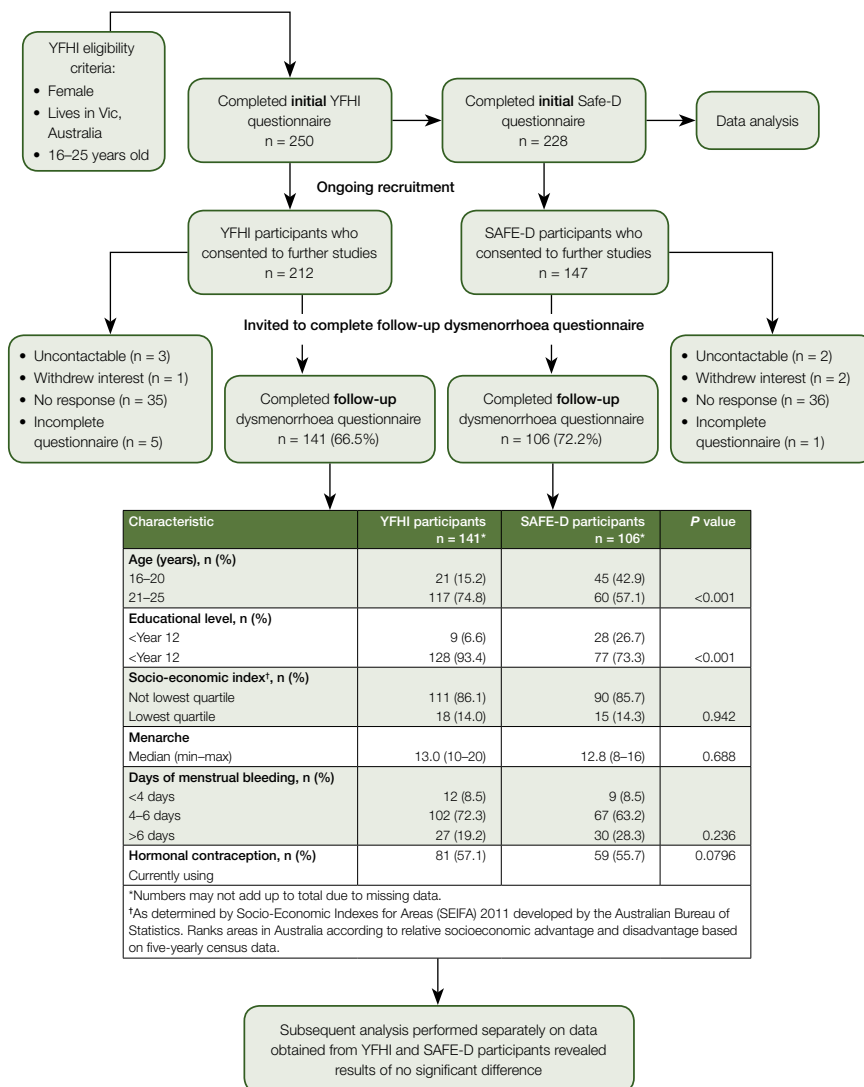 YFHI eligibility
criteria:
• Female
• Lives in Vic,
Australia
• 16–25 years old
Completed initial YFHI
questionnaire
n = 250
Completed initial Safe-D
questionnaire
n = 228
Data analysis
Ongoing recruitment
YFHI participants who
consented to further studies
n = 212
SAFE-D participants who
consented to further studies
n = 147
Invited to complete follow-up dysmenorrhoea questionnaire
• Uncontactable (n = 3)
• Withdrew interest (n = 1)
• No response (n = 35)
• Incomplete
questionnaire (n = 5)
Completed follow-up
dysmenorrhoea questionnaire
n = 141 (66.5%)
Completed follow-up
dysmenorrhoea questionnaire
n = 106 (72.2%)
• Uncontactable (n = 2)
• Withdrew interest (n = 2)
• No response (n = 36)
• Incomplete
questionnaire (n = 1)
Characteristic YFHI participants SAFE-D participants P value
n = 141* n = 106*
Age (years), n (%)
16–20 21 (15.2) 45 (42.9)
21–25 117 (74.8) 60 (57.1) <0.001
Educational level, n (%)
<Year 12 9 (6.6) 28 (26.7)
<Year 12 128 (93.4) 77 (73.3) <0.001
Socio-economic index†, n (%)
Not lowest quartile 111 (86.1) 90 (85.7)
Lowest quartile 18 (14.0) 15 (14.3) 0.942
Menarche
Median (min–max) 13.0 (10–20) 12.8 (8–16) 0.688
Days of menstrual bleeding, n (%)
<4 days 12 (8.5) 9 (8.5)
4–6 days 102 (72.3) 67 (63.2)
>6 days 27 (19.2) 30 (28.3) 0.236
Hormonal contraception, n (%) 81 (57.1) 59 (55.7) 0.0796
Currently using
*Numbers may not add up to total due to missing data.
†As determined by Socio-Economic Indexes for Areas (SEIFA) 2011 developed by the Australian Bureau of
Statistics. Ranks areas in Australia according to relative socioeconomic advantage and disadvantage based
on five-yearly census data.
Subsequent analysis performed separately on data
obtained from YFHI and SAFE-D participants revealed
results of no significant difference